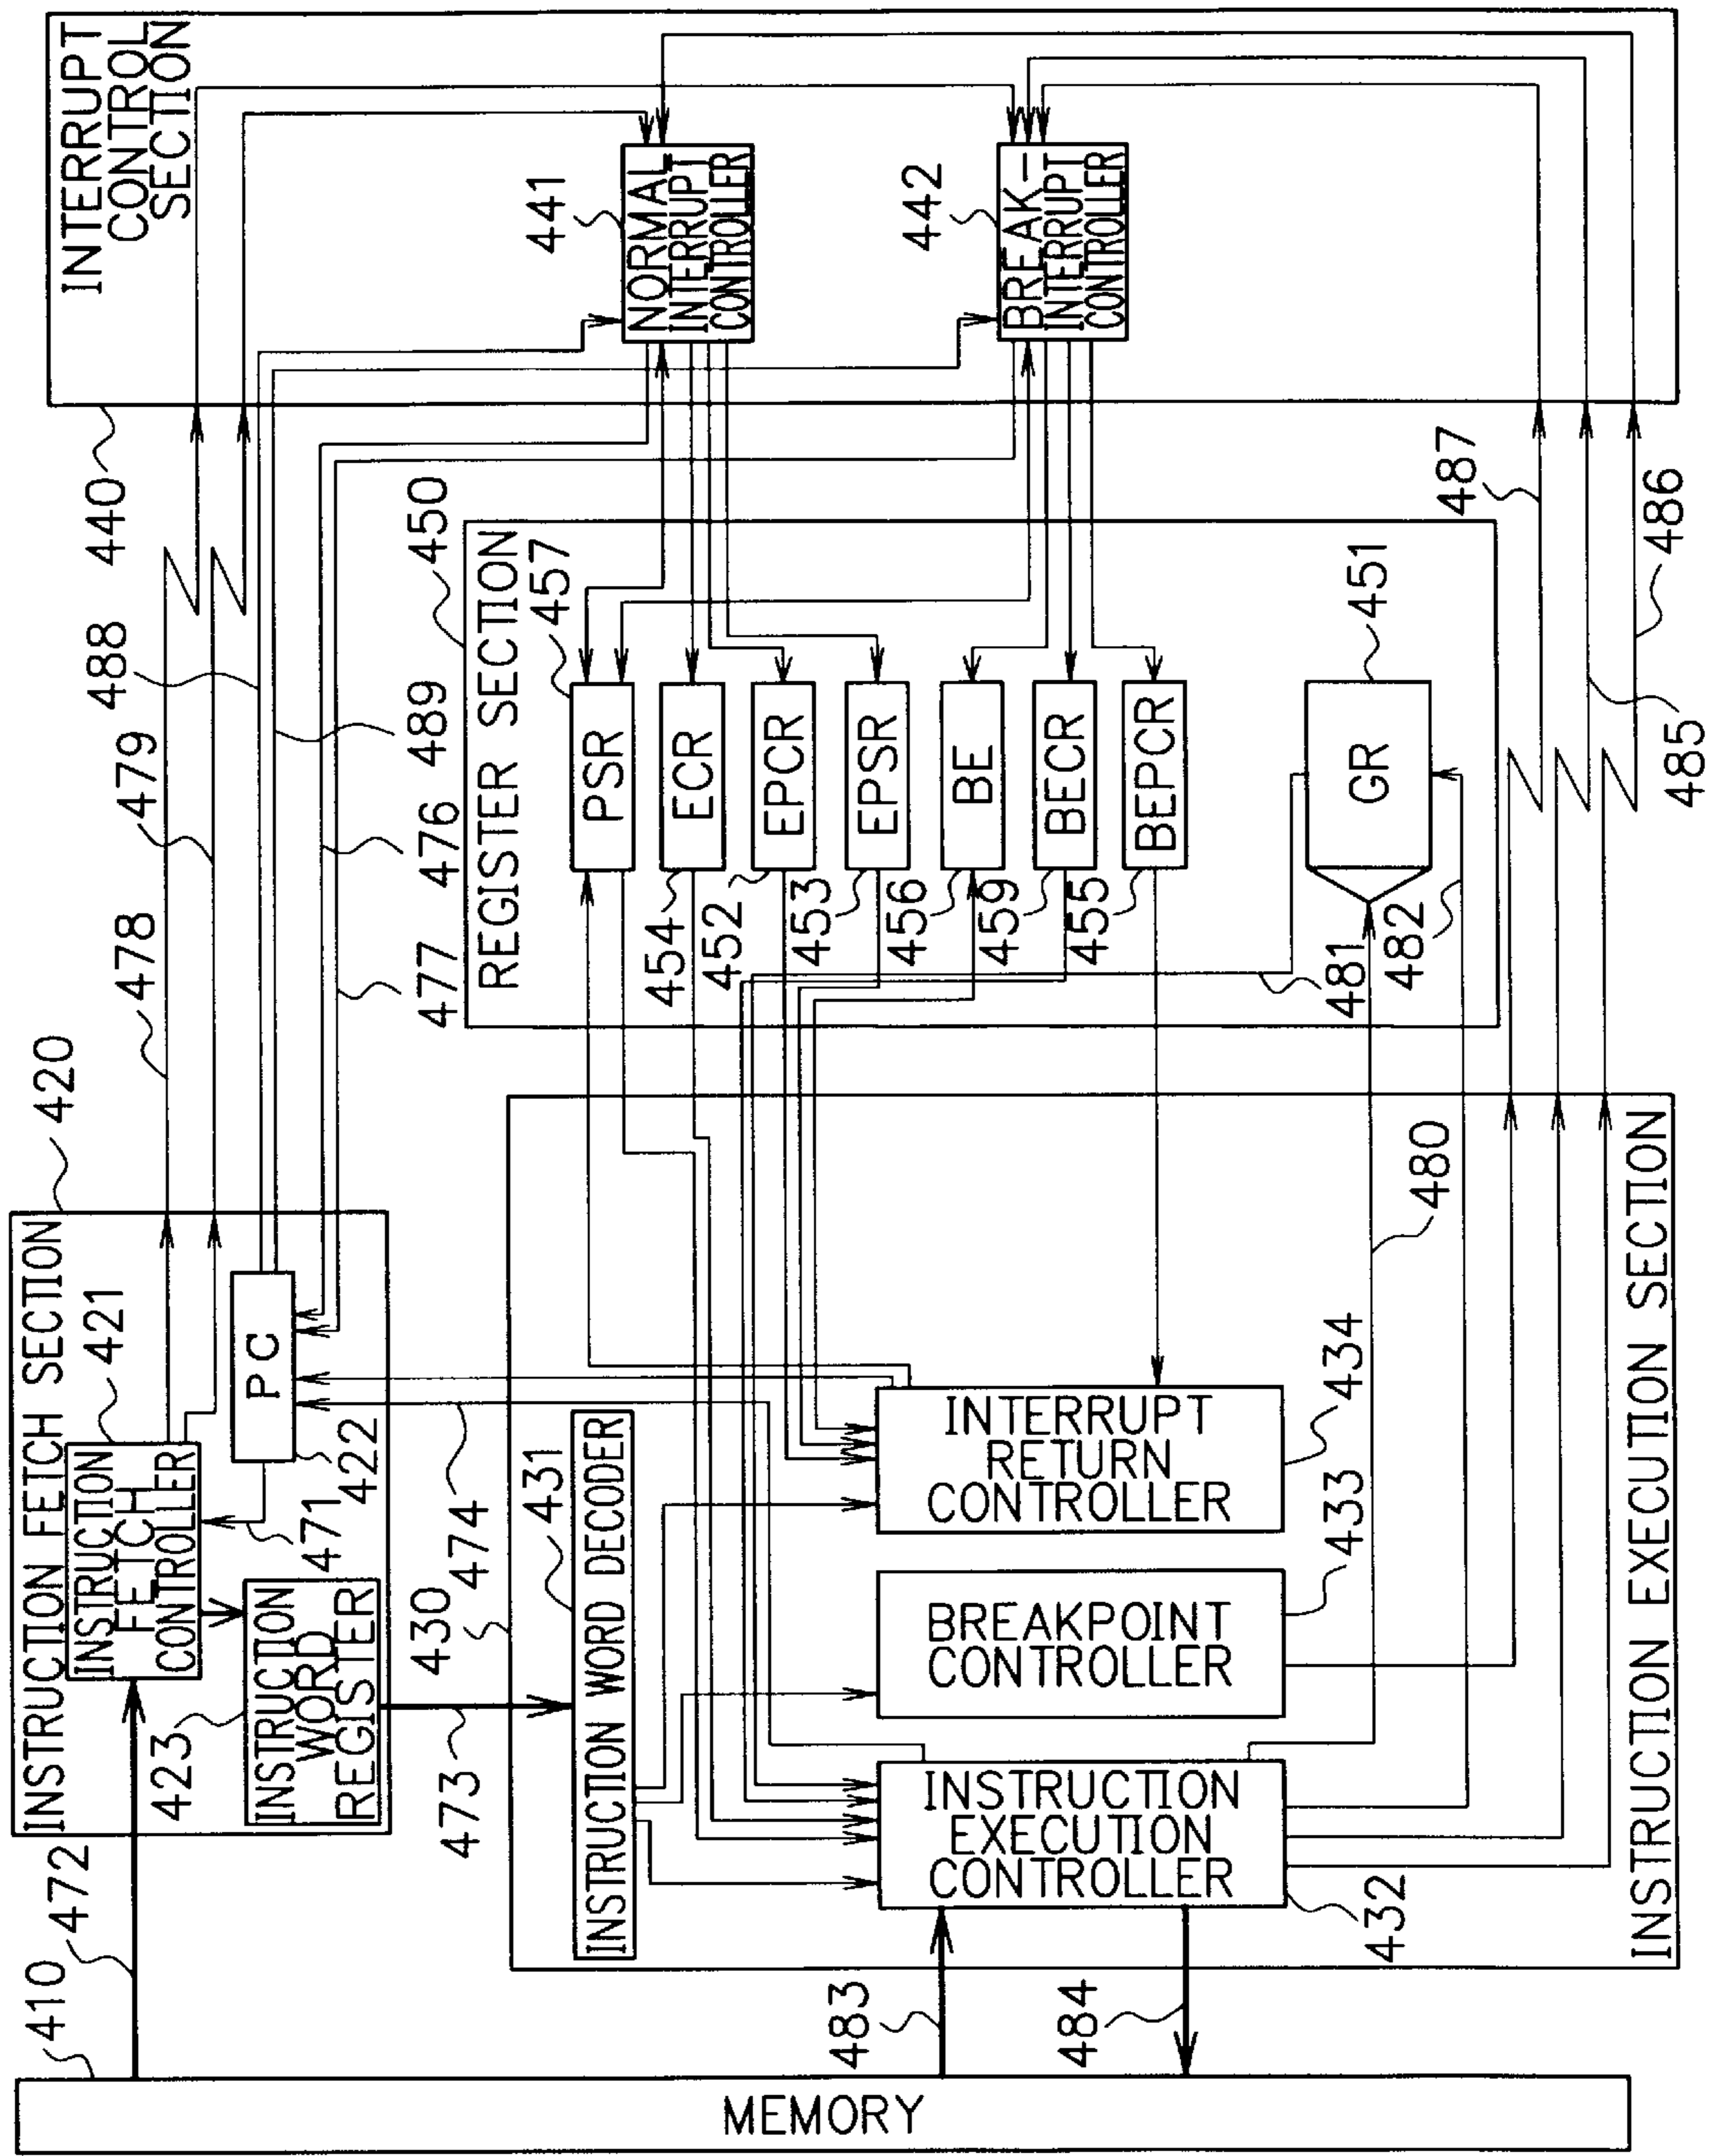 INTERRUPT
CONTROL
SECTION
440
NORMAL
INTERRUPT
CONTROLLER
441
BREAK-
INTERRUPT
CONTROLLER
442
478
479
488
489
476
477
487
486
485
REGISTER SECTION
450
457
PSR
ECR
454
EPCR
452
EPSR
453
BE
456
BECR
459
BEPCR
455
GR
451
481
482
480
INSTRUCTION FETCH SECTION
420
INSTRUCTION
FETCH
CONTROLLER
421
PC
422
471
INSTRUCTION
WORD
REGISTER
423
474
473
430
INSTRUCTION WORD DECODER
431
INTERRUPT
RETURN
CONTROLLER
434
BREAKPOINT
CONTROLLER
433
INSTRUCTION
EXECUTION
CONTROLLER
432
INSTRUCTION EXECUTION SECTION
410
472
483
484
MEMORY